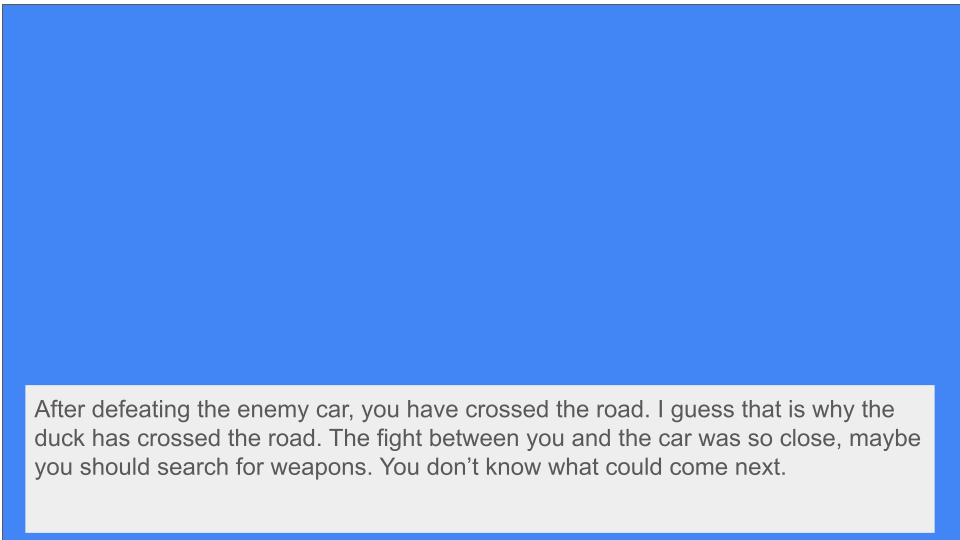 After defeating the enemy car, you have crossed the road. I guess that is why the
duck has crossed the road. The fight between you and the car was so close, maybe
you should search for weapons. You don’t know what could come next.